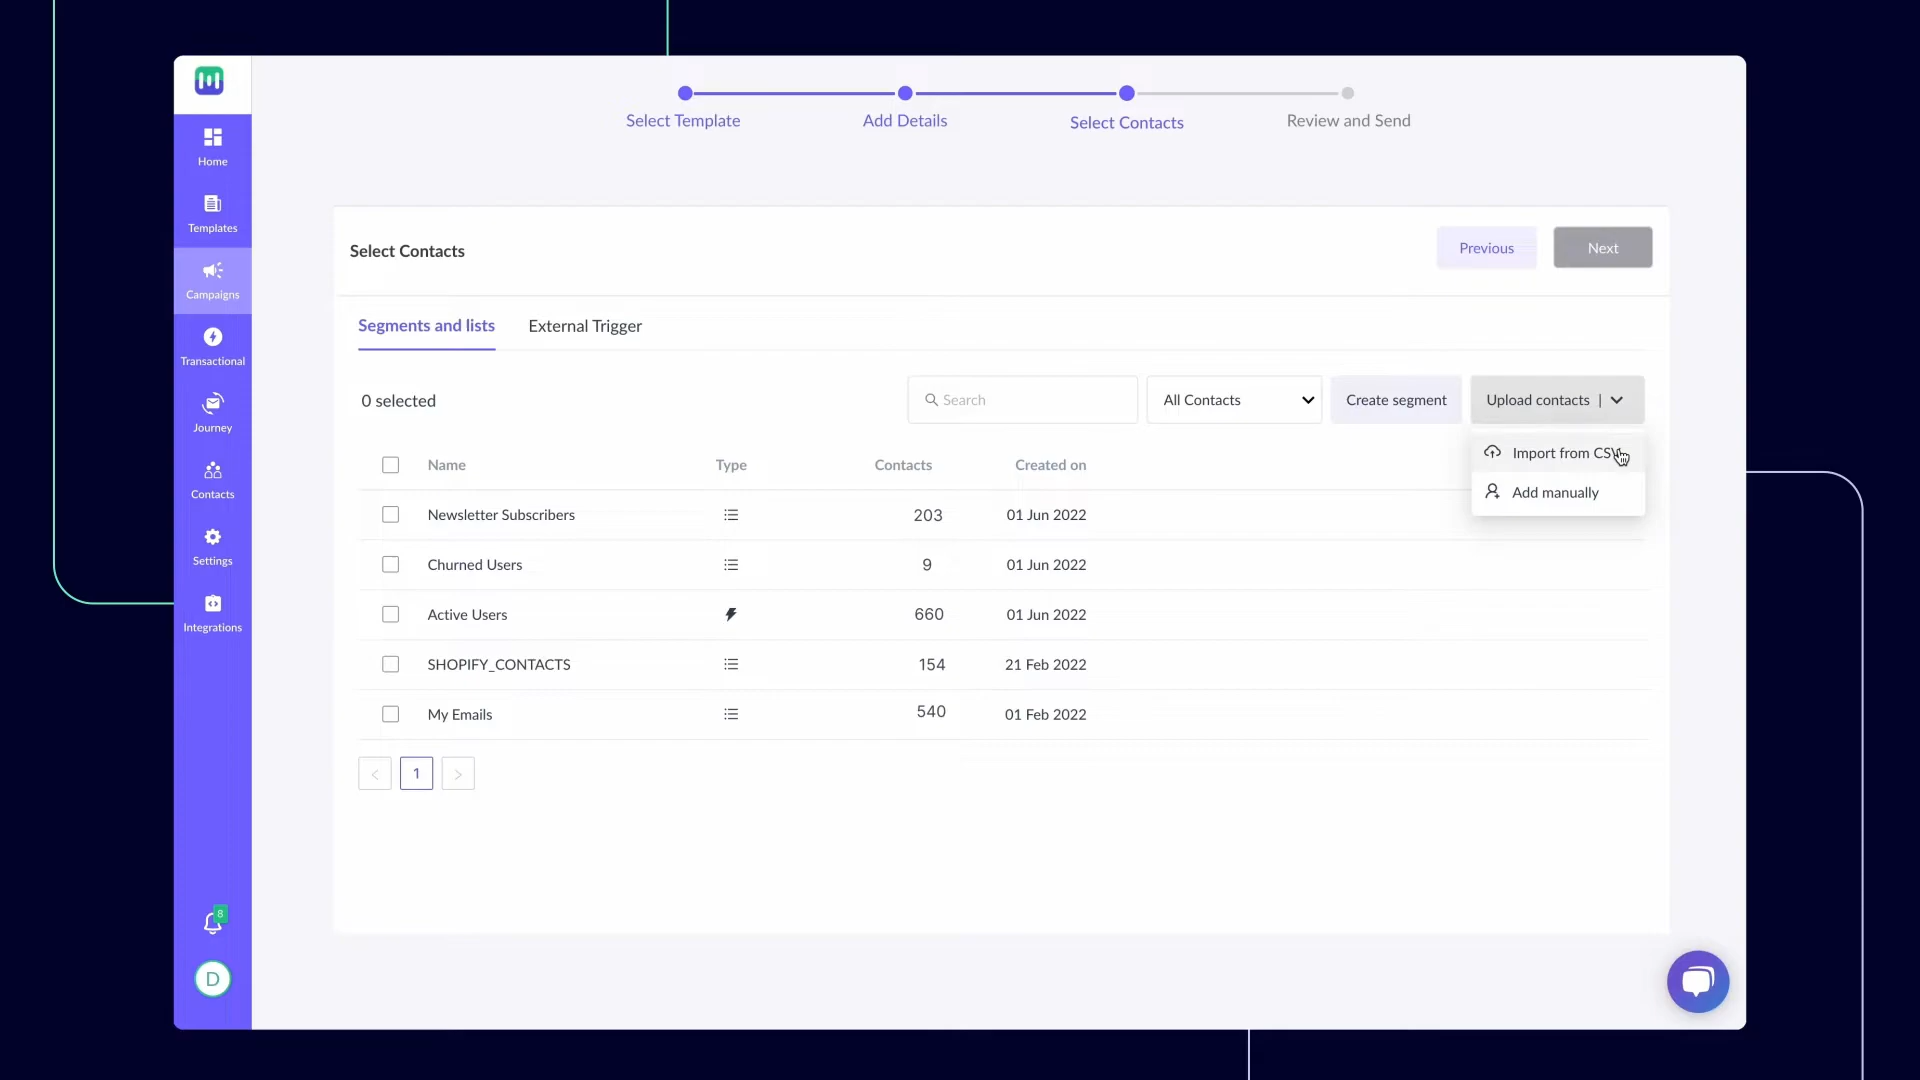 Select Template
Add Details
Select Contacts
Review and Send
Home
Templates
Campaigns
Transactional
Journey
Contacts
Settings
Integrations
8
D
Select Contacts
Previous
Next
Segments and lists
External Trigger
0 selected
Search
All Contacts
Create segment
Upload contacts |
Import from CSV
Add manually
Name Type Contacts Created on
Newsletter Subscribers 203 01 Jun 2022
Churned Users 9 01 Jun 2022
Active Users 660 01 Jun 2022
SHOPIFY_CONTACTS 154 21 Feb 2022
My Emails 540 01 Feb 2022
< 1 >